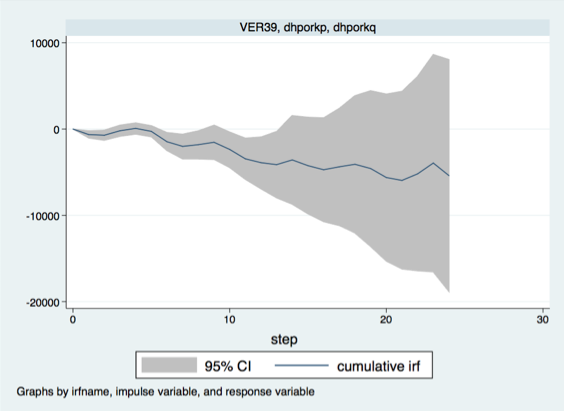 VER39, dhporkp, dhporkq
10000
0
-10000
-20000
0 10 20 30
step
95% CI cumulative irf
Graphs by irfname, impulse variable, and response variable